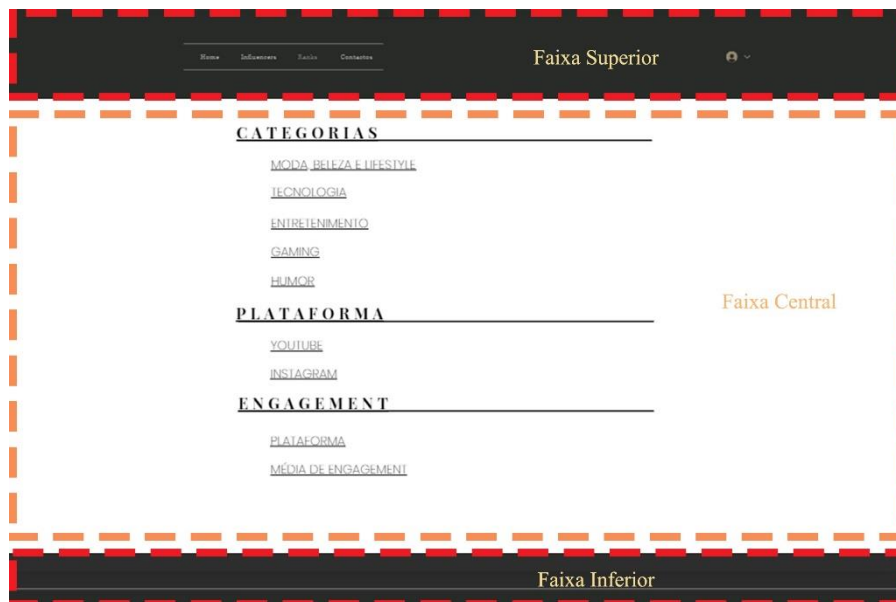 Home Influencers Ranks Contactos
Faixa Superior
CATEGORIAS
MODA, BELEZA E LIFESTYLE
TECNOLOGIA
ENTRETENIMENTO
GAMING
HUMOR
Faixa Central
PLATAFORMA
YOUTUBE
INSTAGRAM
ENGAGEMENT
PLATAFORMA
MÉDIA DE ENGAGEMENT
Faixa Inferior